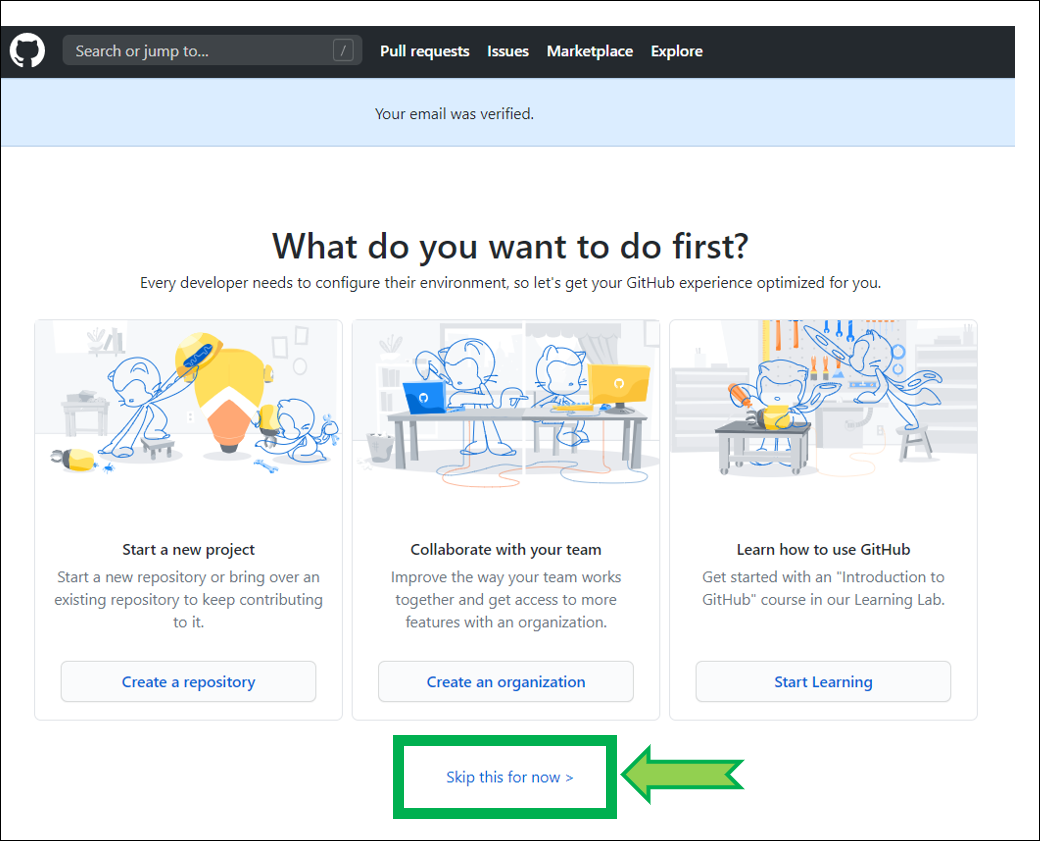 Search or jump to... /
Pull requests Issues Marketplace Explore
Your email was verified.
What do you want to do first?
Every developer needs to configure their environment, so let's get your GitHub experience optimized for you.
Start a new project
Start a new repository or bring over an
existing repository to keep contributing
to it.
Create a repository
Collaborate with your team
Improve the way your team works
together and get access to more
features with an organization.
Create an organization
Learn how to use GitHub
Get started with an "Introduction to
GitHub" course in our Learning Lab.
Start Learning
Skip this for now >